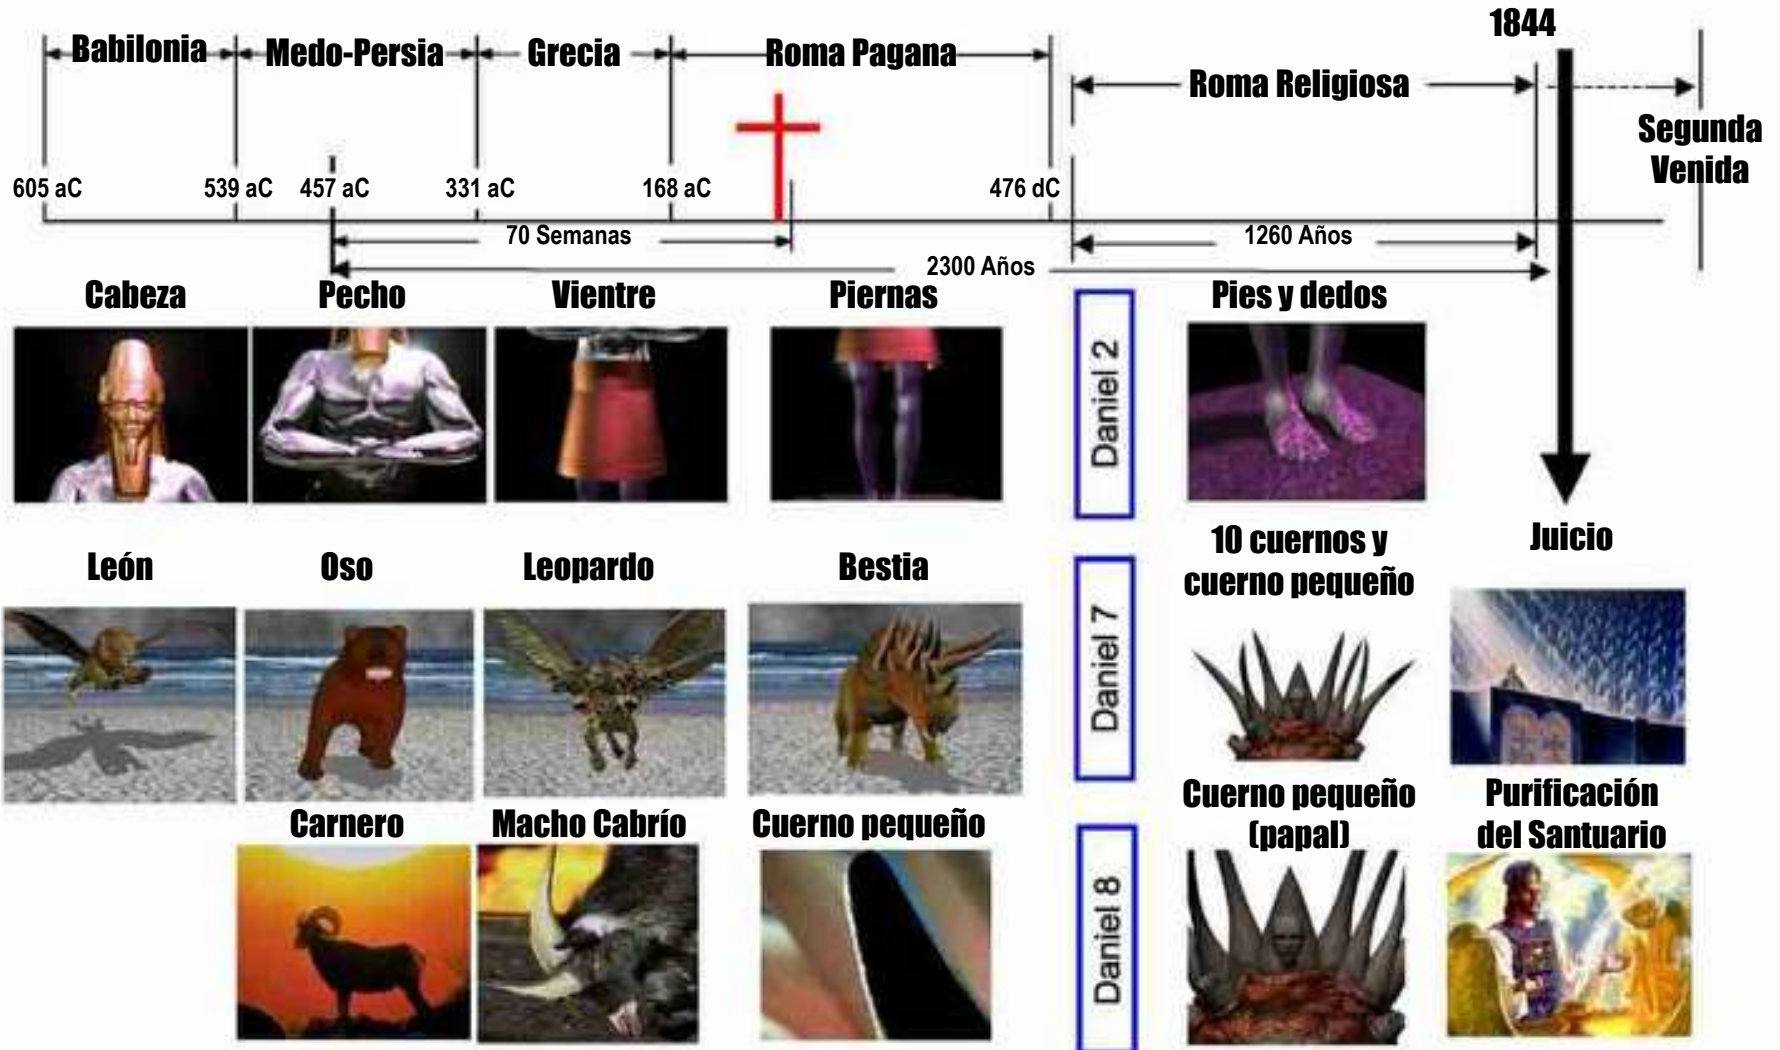 1844
Babilonia
Medo-Persia
Grecia
Roma Pagana
Roma Religiosa
Segunda
Venida
605 aC
539 aC
457 aC
331 aC
168 aC
476 dC
70 Semanas
1260 Años
2300 Años
Cabeza
Pecho
Vientre
Piernas
Daniel 2
Pies y dedos
León
Oso
Leopardo
Bestia
Daniel 7
10 cuernos y
cuerno pequeño
Juicio
Carnero
Macho Cabrío
Cuerno pequeño
Daniel 8
Cuerno pequeño
(papal)
Purificación
del Santuario